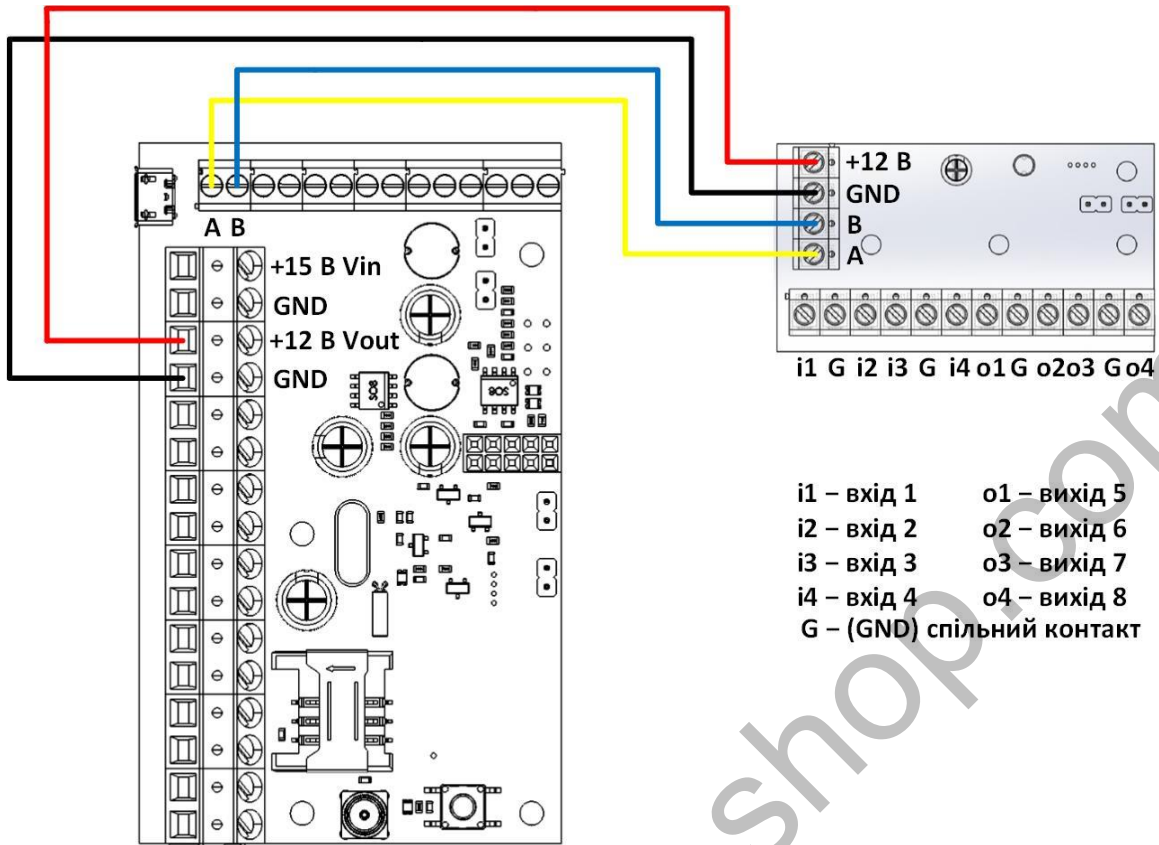 +12 В
GND
B
A
A B
+15 В Vin
GND
+12 В Vout
GND
SO8
SO8
i1 G i2 i3 G i4 o1 G o2o3 G o4
i1 – вхід 1 o1 – вихід 5
i2 – вхід 2 o2 – вихід 6
i3 – вхід 3 o3 – вихід 7
i4 – вхід 4 o4 – вихід 8
G – (GND) спільний контакт
shop.com